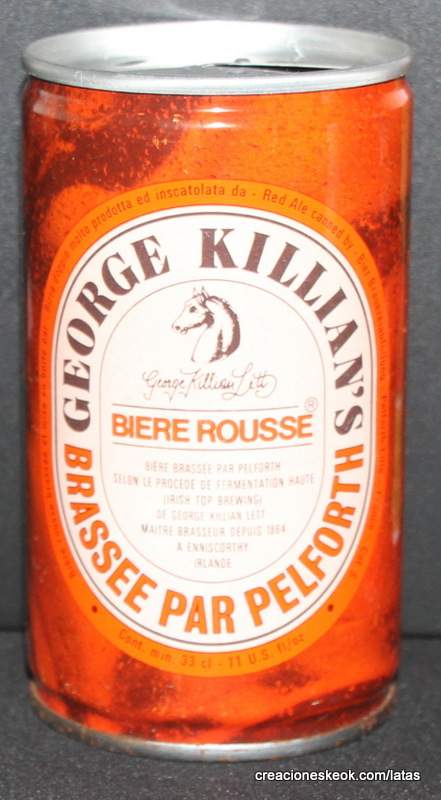 prodotta ed inscatolata da - Red Ale canned by
GEORGE KILLIAN'S
George Killian Lett
BIERE ROUSSE®
BIÈRE BRASSEE PAR PELFORTH
SELON LE PROCEDE DE FERMENTATION HAUTE
(IRISH TOP BREWING)
DE GEORGE KILLIAN LETT
MAITRE BRASSEUR DEPUIS 1864
A ENNISCORTHY
IRLANDE
BRASSEE PAR PELFORTH
Cont. min. 33 cl - 11 U.S. fl/oz
creacioneskeok.com/latas